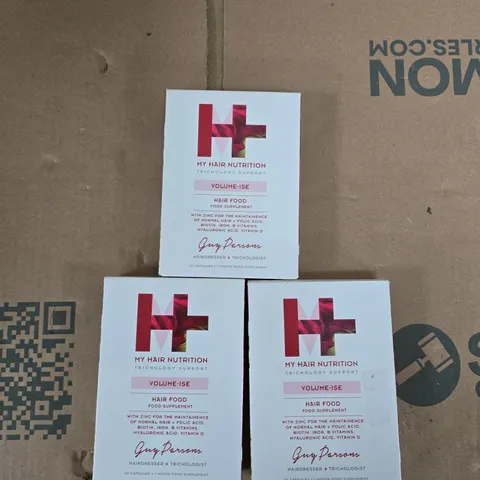 MON
RLES.COM
H+
MY HAIR NUTRITION
TRICHOLOGY SUPPORT
VOLUME-ISE
HAIR FOOD
FOOD SUPPLEMENT
WITH ZINC FOR THE MAINTAINENCE
OF NORMAL HAIR + FOLIC ACID,
BIOTIN, IRON, B VITAMINS,
HYALURONIC ACID, VITAMIN D
Guy Parsons
HAIRDRESSER + TRICHOLOGIST
H+
MY HAIR NUTRITION
TRICHOLOGY SUPPORT
VOLUME-ISE
HAIR FOOD
FOOD SUPPLEMENT
WITH ZINC FOR THE MAINTAINENCE
OF NORMAL HAIR + FOLIC ACID,
BIOTIN, IRON, B VITAMINS,
HYALURONIC ACID, VITAMIN D
Guy Parsons
HAIRDRESSER + TRICHOLOGIST
H+
MY HAIR NUTRITION
TRICHOLOGY SUPPORT
VOLUME-ISE
HAIR FOOD
FOOD SUPPLEMENT
WITH ZINC FOR THE MAINTAINENCE
OF NORMAL HAIR + FOLIC ACID,
BIOTIN, IRON, B VITAMINS,
HYALURONIC ACID, VITAMIN D
Guy Parsons
HAIRDRESSER + TRICHOLOGIST
S